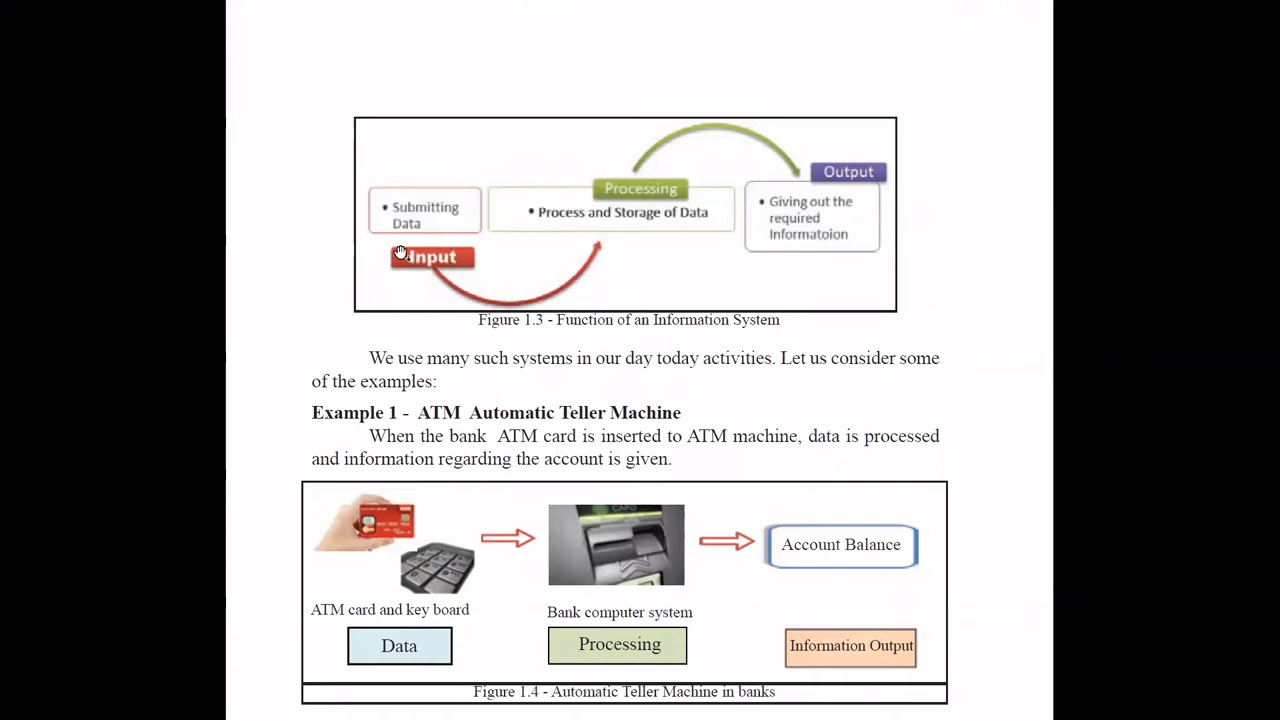 Output
Processing
• Submitting
Data
• Process and Storage of Data
• Giving out the
required
Informatoion
Input
Figure 1.3 - Function of an Information System
We use many such systems in our day today activities. Let us consider some
of the examples:
Example 1 - ATM Automatic Teller Machine
When the bank ATM card is inserted to ATM machine, data is processed
and information regarding the account is given.
CARD
Account Balance
ATM card and key board
Bank computer system
Data
Processing
Information Output
Figure 1.4 - Automatic Teller Machine in banks